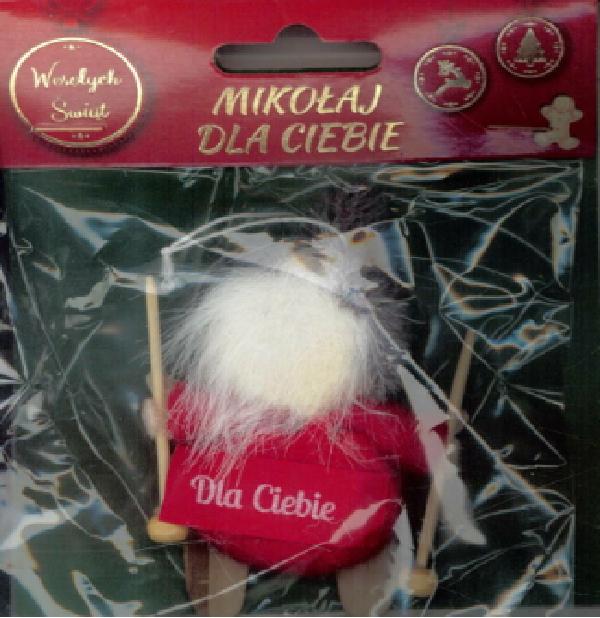 Wesołych
Świąt
MIKOŁAJ
DLA CIEBIE
Dla Ciebie